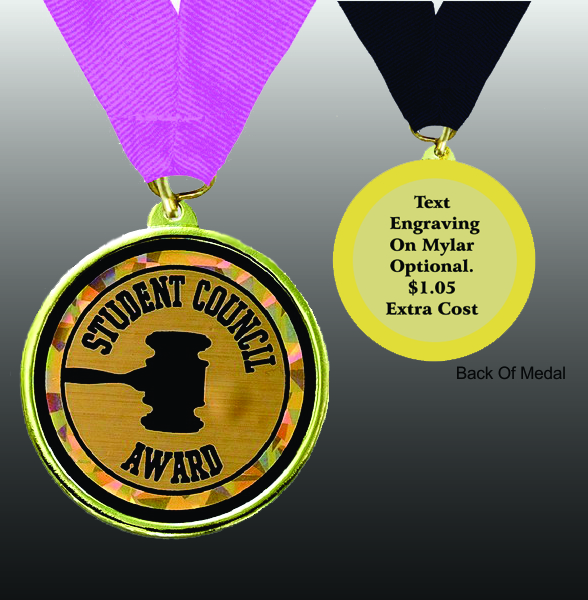 STUDENT COUNCIL
AWARD
Text
Engraving
On Mylar
Optional.
$1.05
Extra Cost
Back Of Medal